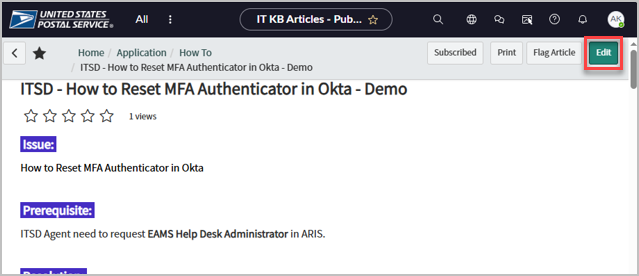 UNITED STATES
POSTAL SERVICE®
All
IT KB Articles - Pub...
AK
Home / Application / How To
/ ITSD - How to Reset MFA Authenticator in Okta - Demo
Subscribed
Print
Flag Article
Edit
ITSD - How to Reset MFA Authenticator in Okta - Demo
1 views
Issue:
How to Reset MFA Authenticator in Okta
Prerequisite:
ITSD Agent need to request EAMS Help Desk Administrator in ARIS.